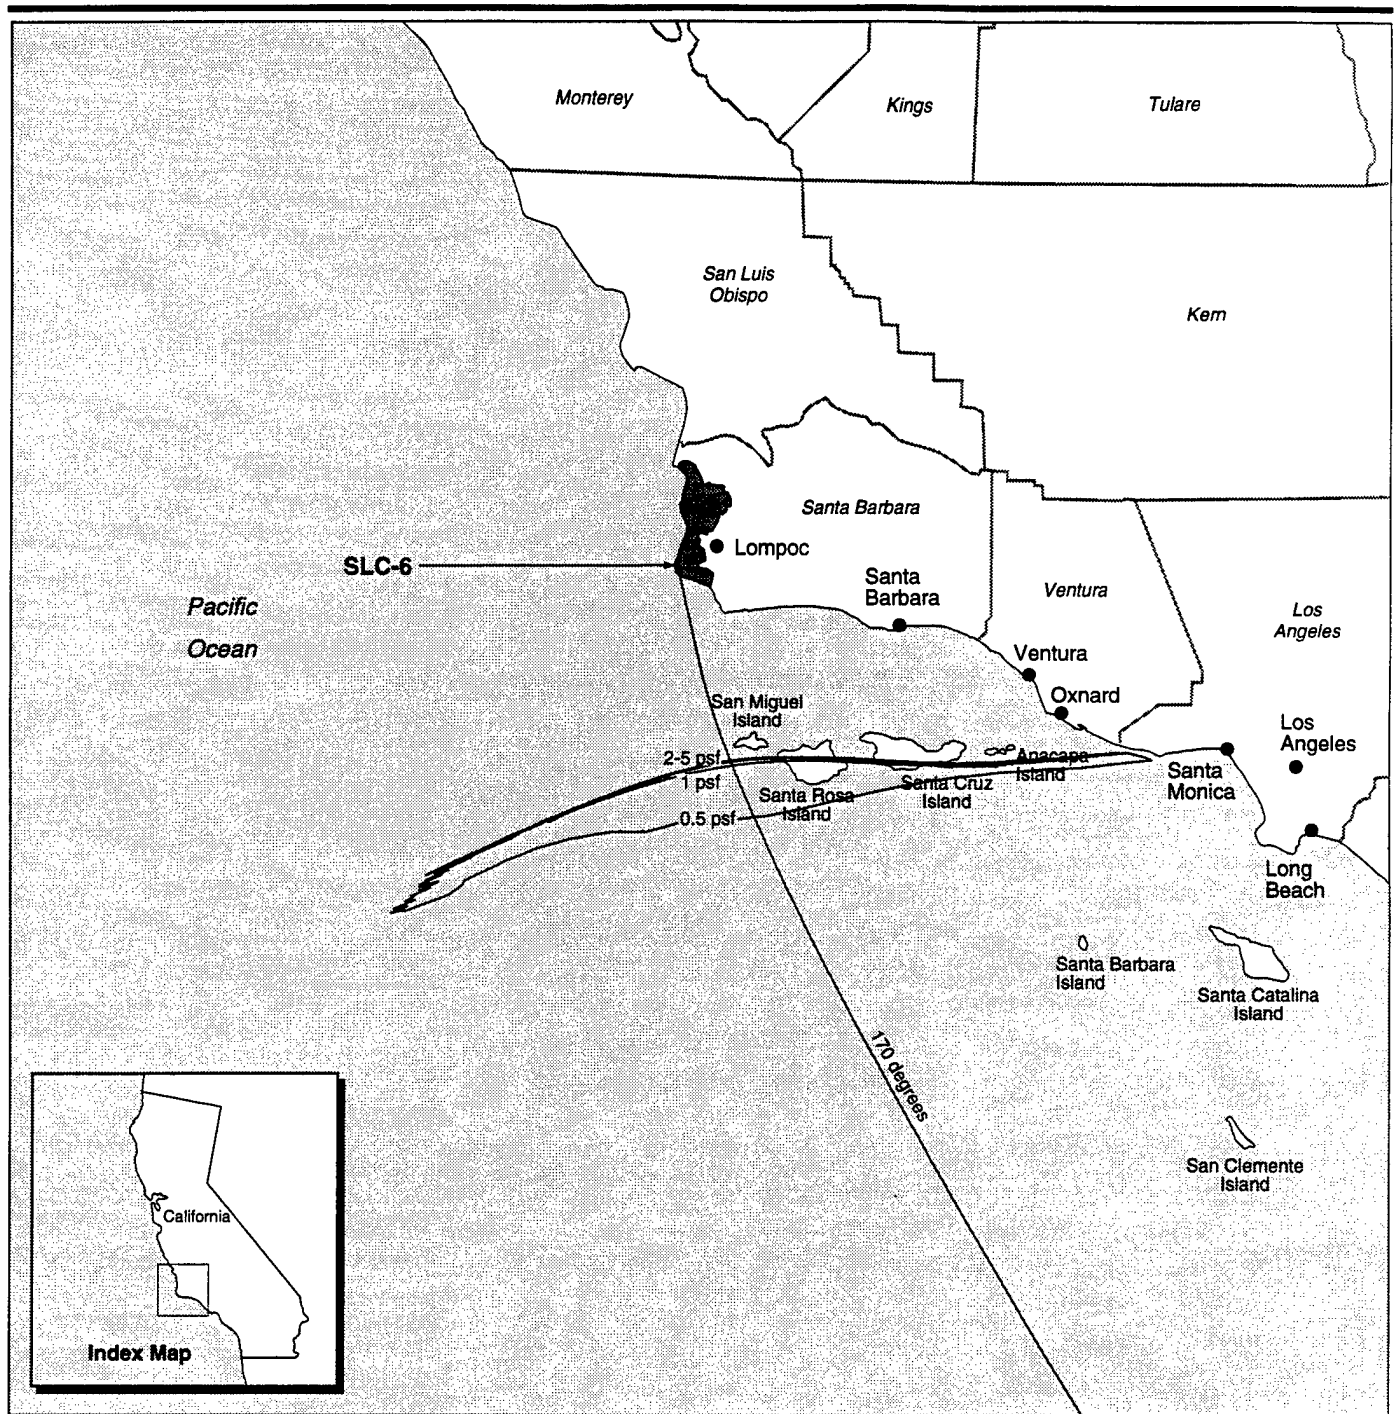 Monterey
Kings
Tulare
San Luis
Obispo
Kern
Santa Barbara
Lompoc
SLC-6
Santa
Barbara
Ventura
Los
Angeles
Pacific
Ocean
Ventura
Oxnard
San Miguel
Island
Los
Angeles
2-5 psf
Anacapa
Island
1 psf
Santa Cruz
Island
Santa
Monica
Santa Rosa
Island
0.5 psf
Long
Beach
Santa Barbara
Island
Santa Catalina
Island
170 degrees
San Clemente
Island
California
Index Map